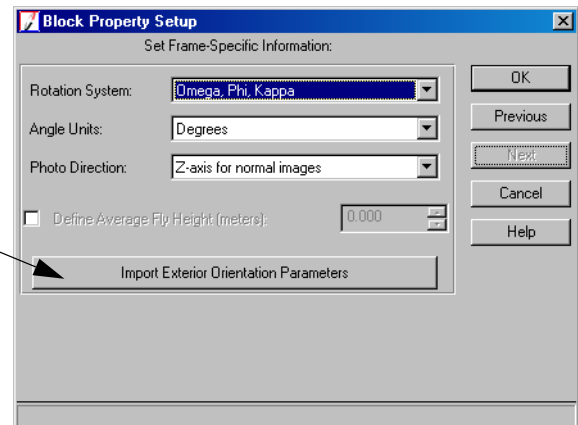 Block Property Setup
Set Frame-Specific Information:
Rotation System: Omega, Phi, Kappa
Angle Units: Degrees
Photo Direction: Z-axis for normal images
Define Average Fly Height (meters): 0.000
Import Exterior Orientation Parameters
OK
Previous
Next
Cancel
Help